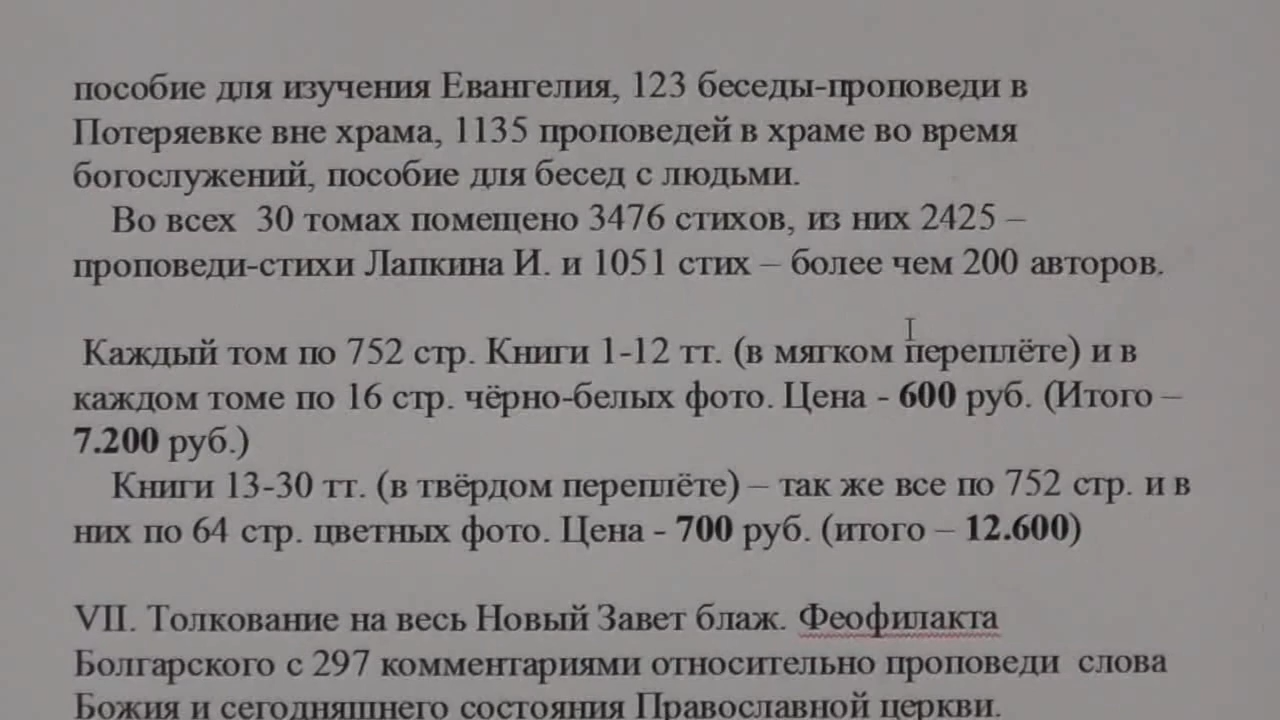 пособие для изучения Евангелия, 123 беседы-проповеди в
Потеряевке вне храма, 1135 проповедей в храме во время
богослужений, пособие для бесед с людьми.
Во всех 30 томах помещено 3476 стихов, из них 2425 –
проповеди-стихи Лапкина И. и 1051 стих – более чем 200 авторов.
Каждый том по 752 стр. Книги 1-12 тт. (в мягком переплёте) и в
каждом томе по 16 стр. чёрно-белых фото. Цена - 600 руб. (Итого –
7.200 руб.)
Книги 13-30 тт. (в твёрдом переплёте) – так же все по 752 стр. и в
них по 64 стр. цветных фото. Цена - 700 руб. (итого – 12.600)
VII. Толкование на весь Новый Завет блаж. Феофилакта
Болгарского с 297 комментариями относительно проповеди слова
Божия и сегодняшнего состояния Православной церкви.